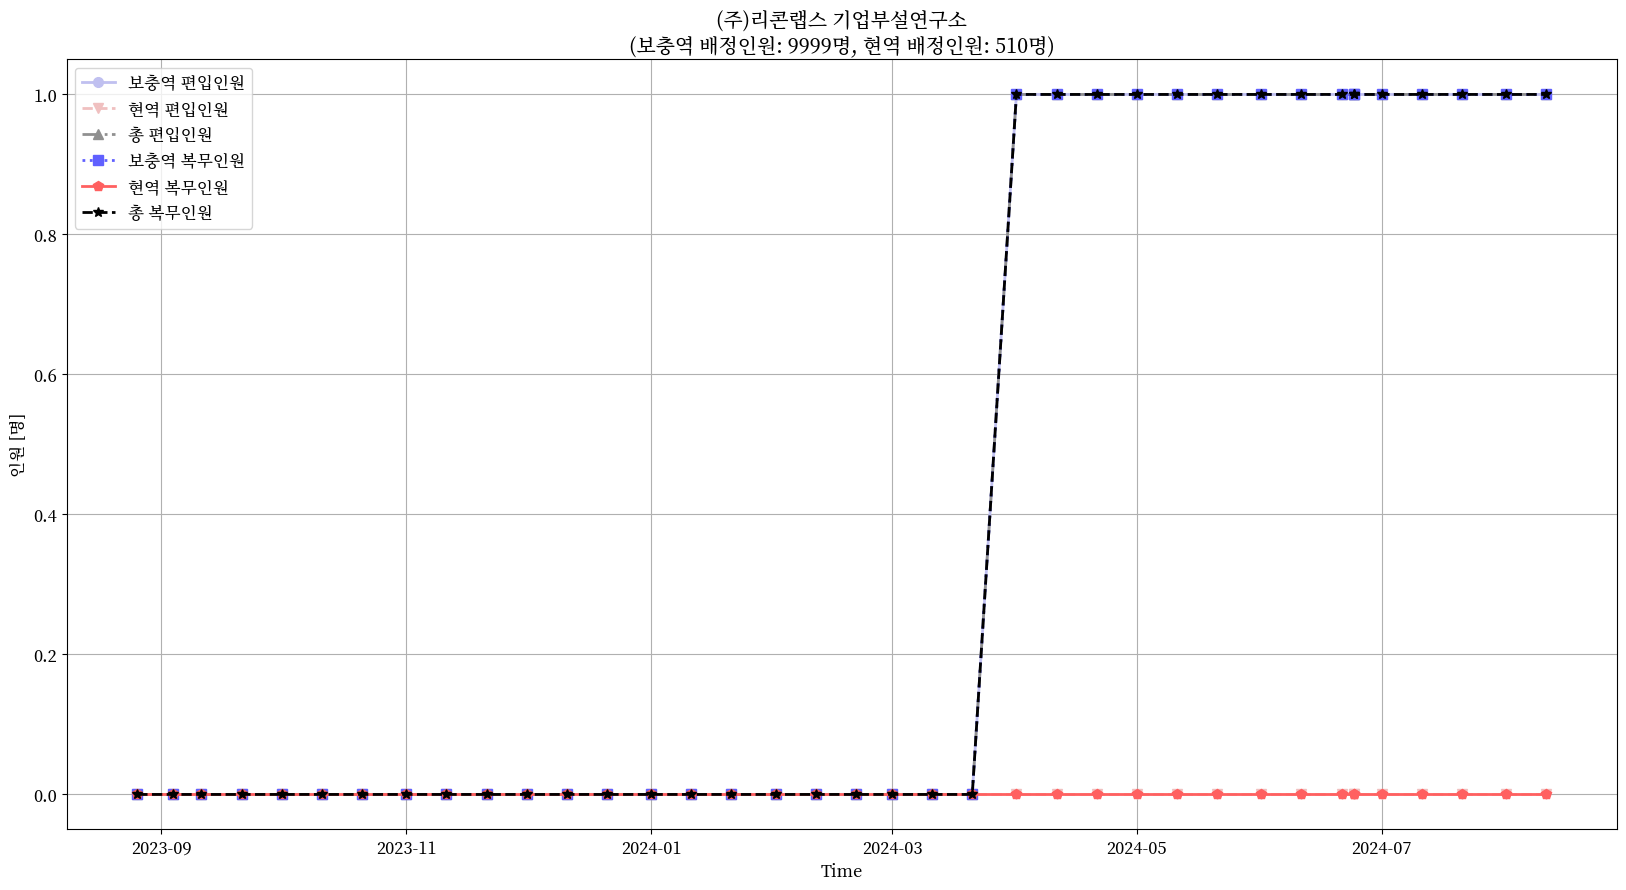 (주)리콘랩스 기업부설연구소
(보충역 배정인원: 9999명, 현역 배정인원: 510명)
보충역 편입인원
현역 편입인원
총 편입인원
보충역 복무인원
현역 복무인원
총 복무인원
1.0
0.8
0.6
0.4
0.2
0.0
인원 [명]
2023-09
2023-11
2024-01
2024-03
2024-05
2024-07
Time